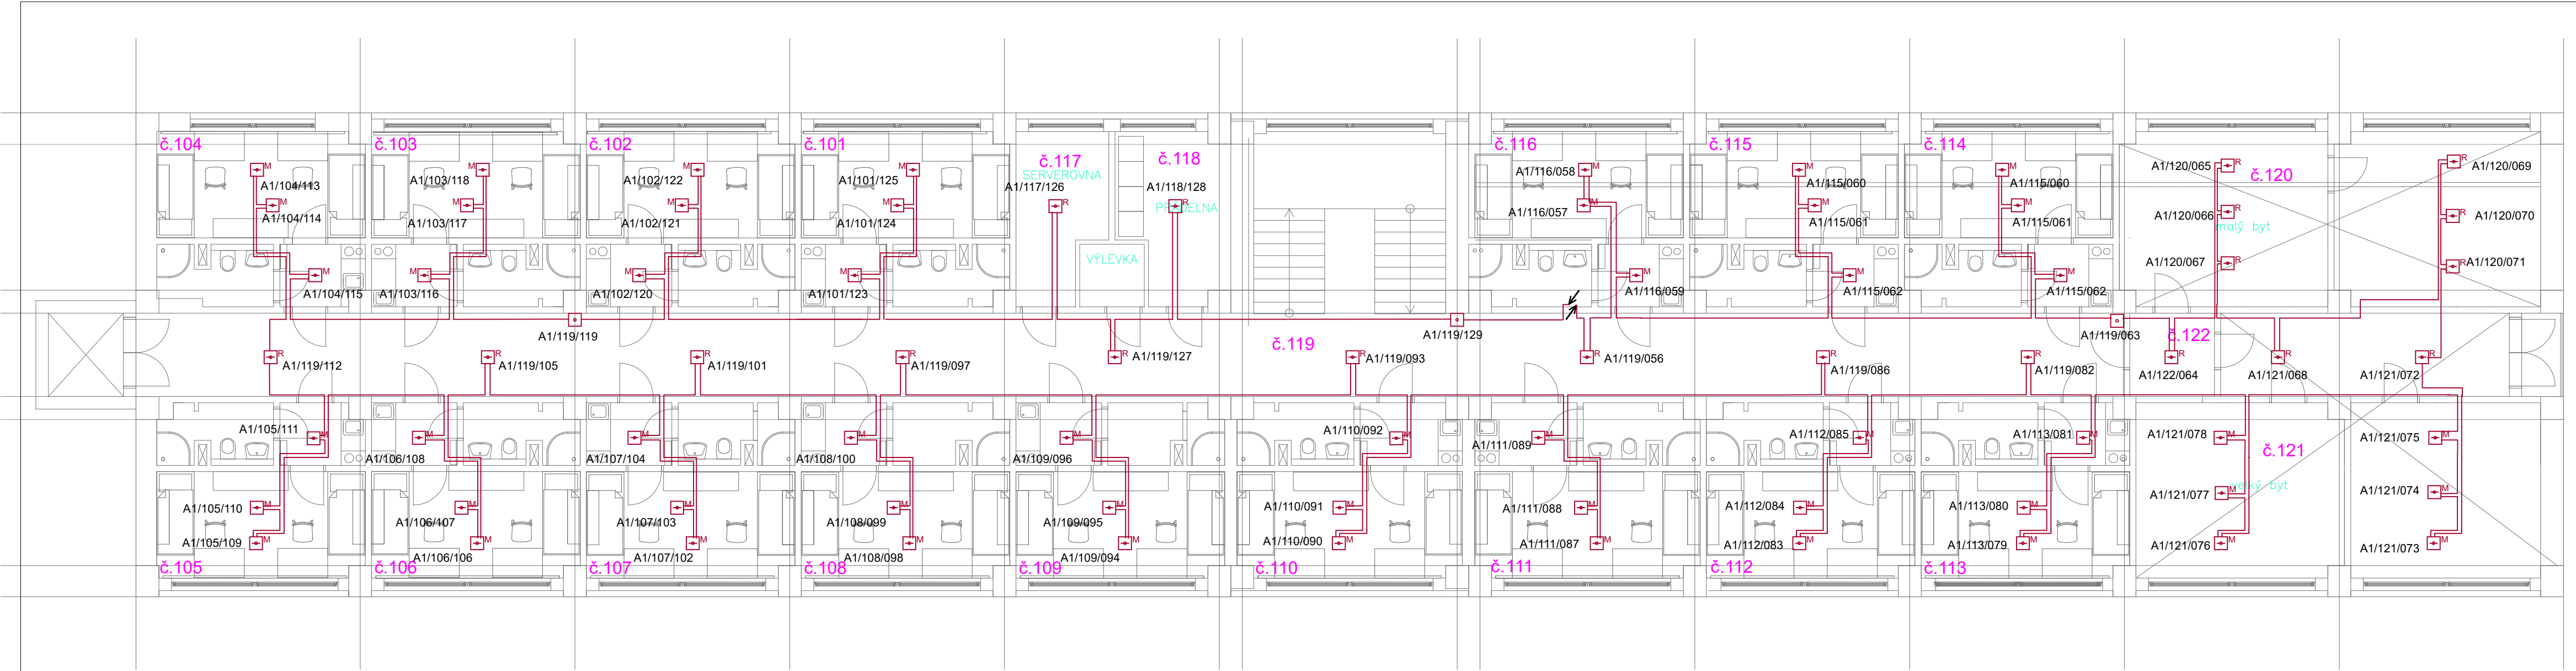 č.104
č.103
č.102
č.101
č.117
SERVEROVNA
č.118
PRÁDELNA
VÝLEVKA
č.116
č.115
č.114
č.120
malý byt
M
A1/104/113
M
A1/104/114
M
A1/104/115
M
A1/103/118
M
A1/103/117
M
A1/103/116
M
A1/102/122
M
A1/102/121
M
A1/102/120
M
A1/101/125
M
A1/101/124
M
A1/101/123
A1/117/126
R
A1/118/128
R
M
A1/116/058
M
A1/116/057
M
A1/116/059
M
A1/115/060
M
A1/115/061
M
A1/115/062
M
A1/115/060
M
A1/115/061
M
A1/115/062
A1/120/065
R
A1/120/066
R
A1/120/067
R
R
A1/120/069
R
A1/120/070
R
A1/120/071
A1/119/119
A1/119/129
A1/119/063
č.119
č.122
R
A1/119/112
R
A1/119/105
R
A1/119/101
R
A1/119/097
R
A1/119/127
R
A1/119/093
R
A1/119/056
R
A1/119/086
R
A1/119/082
R
A1/122/064
R
A1/121/068
R
A1/121/072
A1/105/111
M
A1/105/110
M
A1/105/109
M
č.105
A1/106/108
M
A1/106/107
M
A1/106/106
M
č.106
A1/107/104
M
A1/107/103
M
A1/107/102
M
č.107
A1/108/100
M
A1/108/099
M
A1/108/098
M
č.108
A1/109/096
M
A1/109/095
M
A1/109/094
M
č.109
A1/110/092
M
A1/110/091
M
A1/110/090
M
č.110
A1/111/089
M
A1/111/088
M
A1/111/087
M
č.111
A1/112/085
M
A1/112/084
M
A1/112/083
M
č.112
A1/113/081
M
A1/113/080
M
A1/113/079
M
č.113
A1/121/078
M
A1/121/077
M
A1/121/076
M
č.121
velký byt
A1/121/075
M
A1/121/074
M
A1/121/073
M